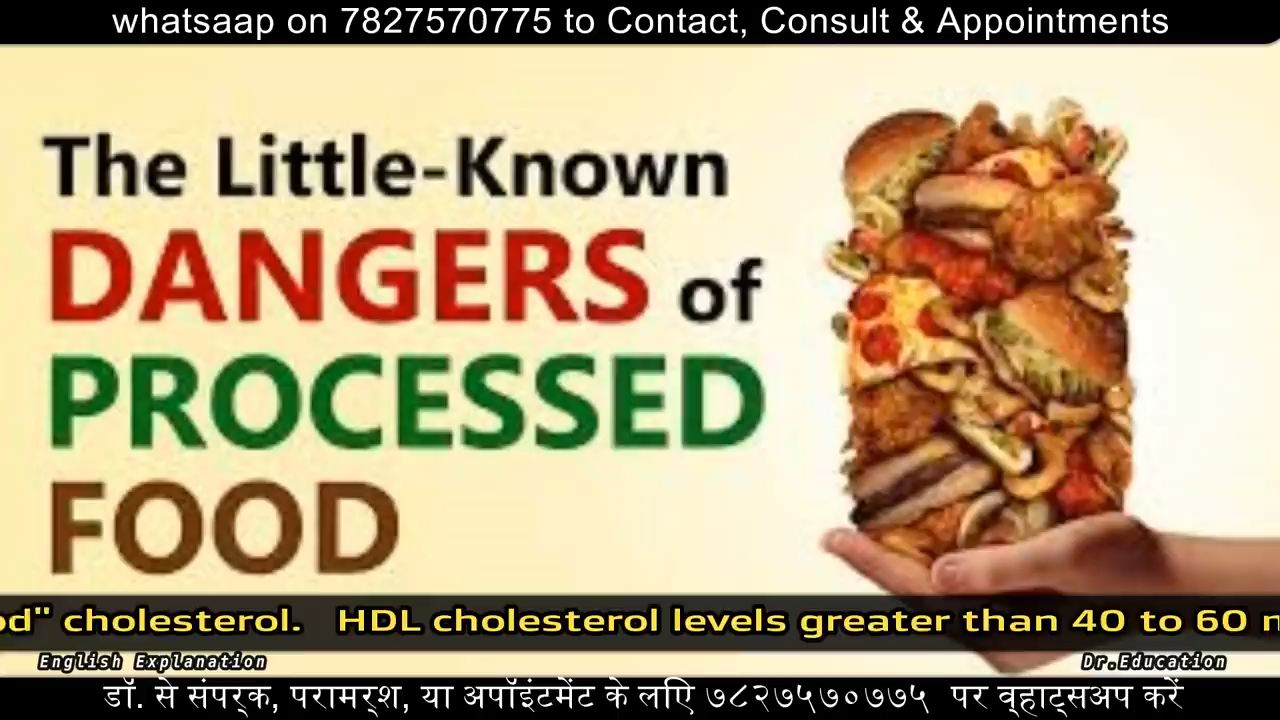 whatsaap on 7827570775 to Contact, Consult & Appointments
The Little-Known
DANGERS of
PROCESSED
FOOD
od" cholesterol. HDL cholesterol levels greater than 40 to 60 m
English Explanation
Dr.Education
डॉ. से संपर्क, परामर्श, या अपॉइंटमेंट के लिए ७८२७५७०७७५ पर व्हाट्सअप करें